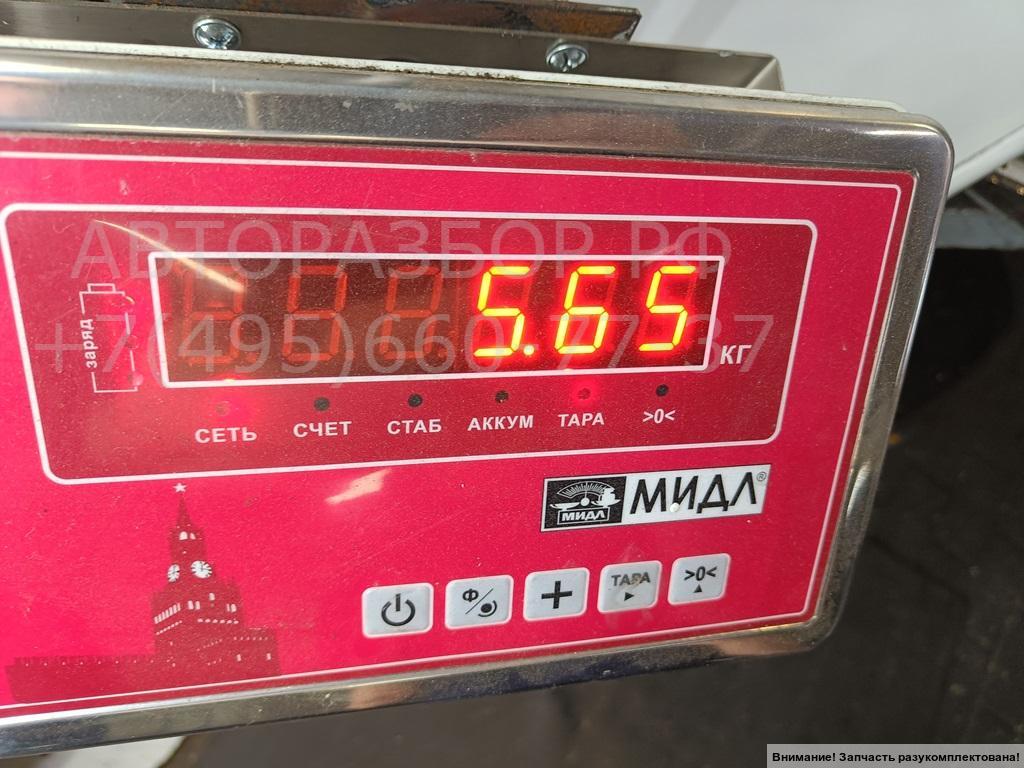 АВТОРАЗБОР.РФ
+7(495)660-77-37
заряд
5.65
КГ
СЕТЬ СЧЕТ СТАБ АККУМ ТАРА >0<
МИДЛ МИДЛ®
Ф ТАРА >0<
Внимание! Запчасть разукомплектована!